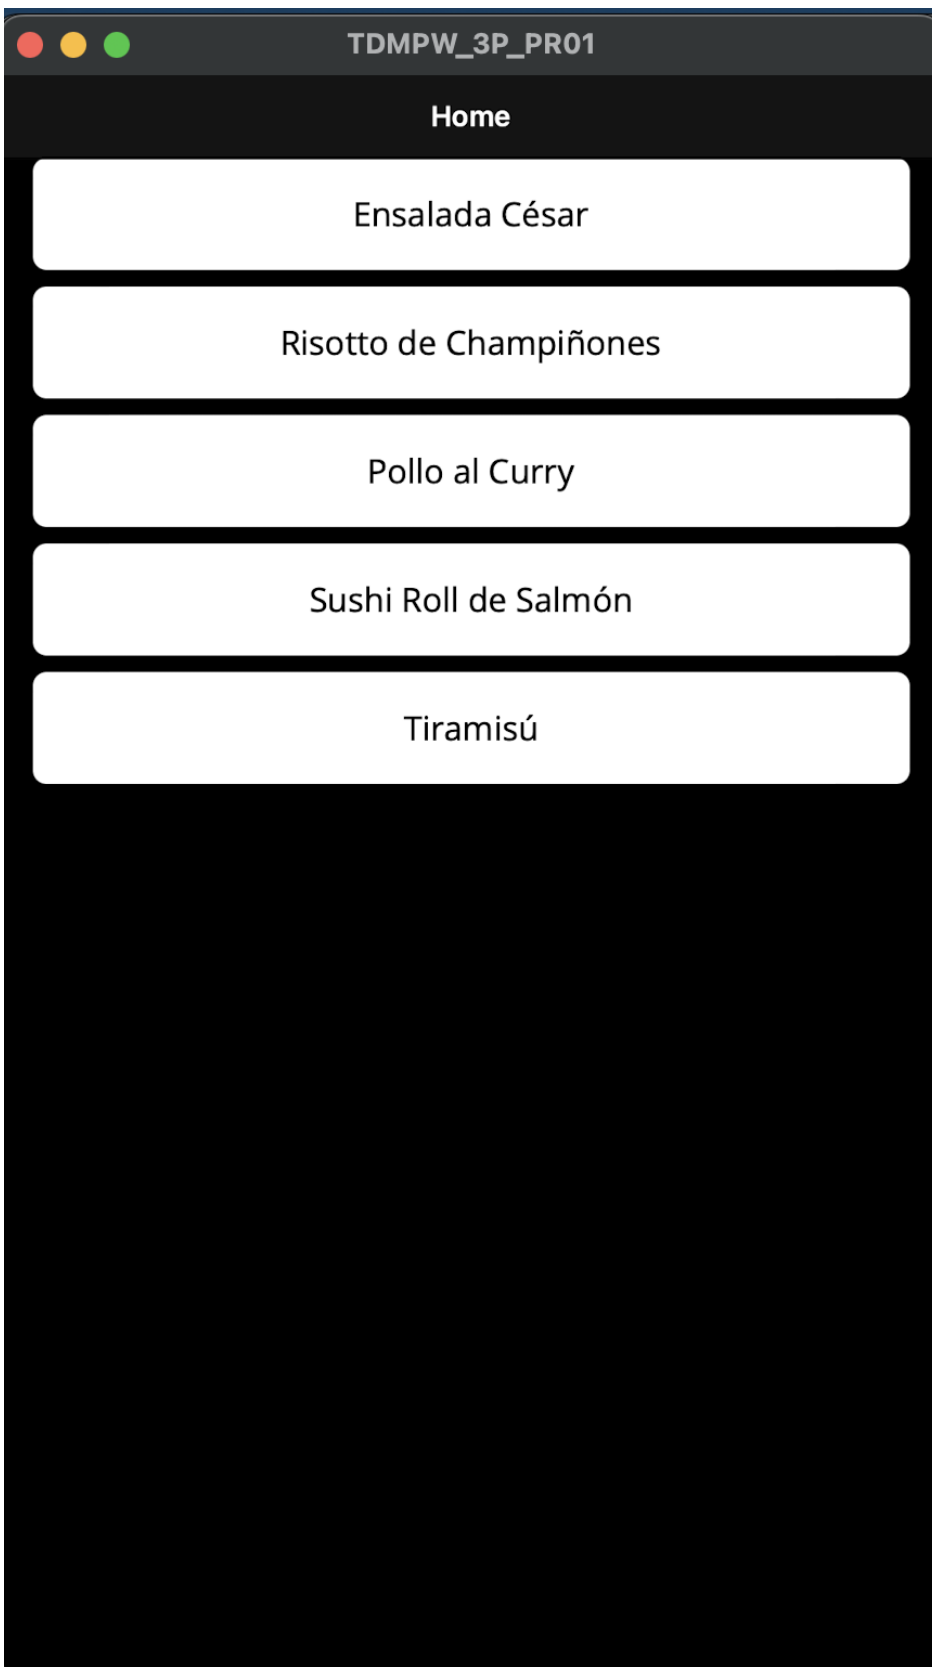 TDMPW_3P_PR01
Home
Ensalada César
Risotto de Champiñones
Pollo al Curry
Sushi Roll de Salmón
Tiramisú